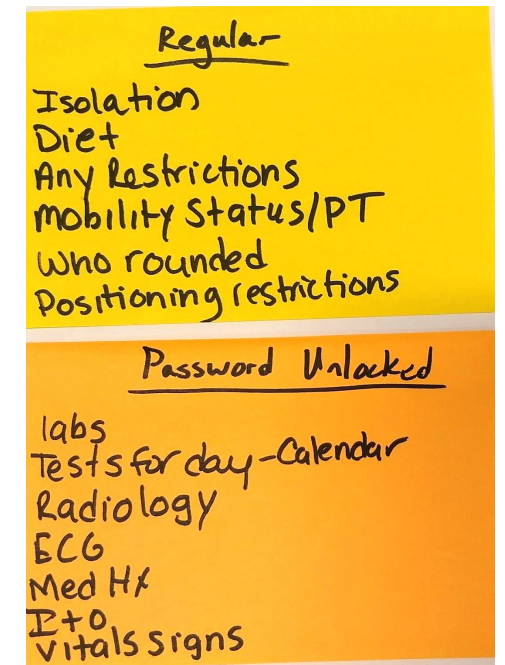 Regular
Isolation
Diet
Any Restrictions
Mobility Status/PT
Who rounded
Positioning restrictions
Password Unlocked
labs
Tests for day-Calendar
Radiology
ECG
Med Hx
I+O
Vitals signs